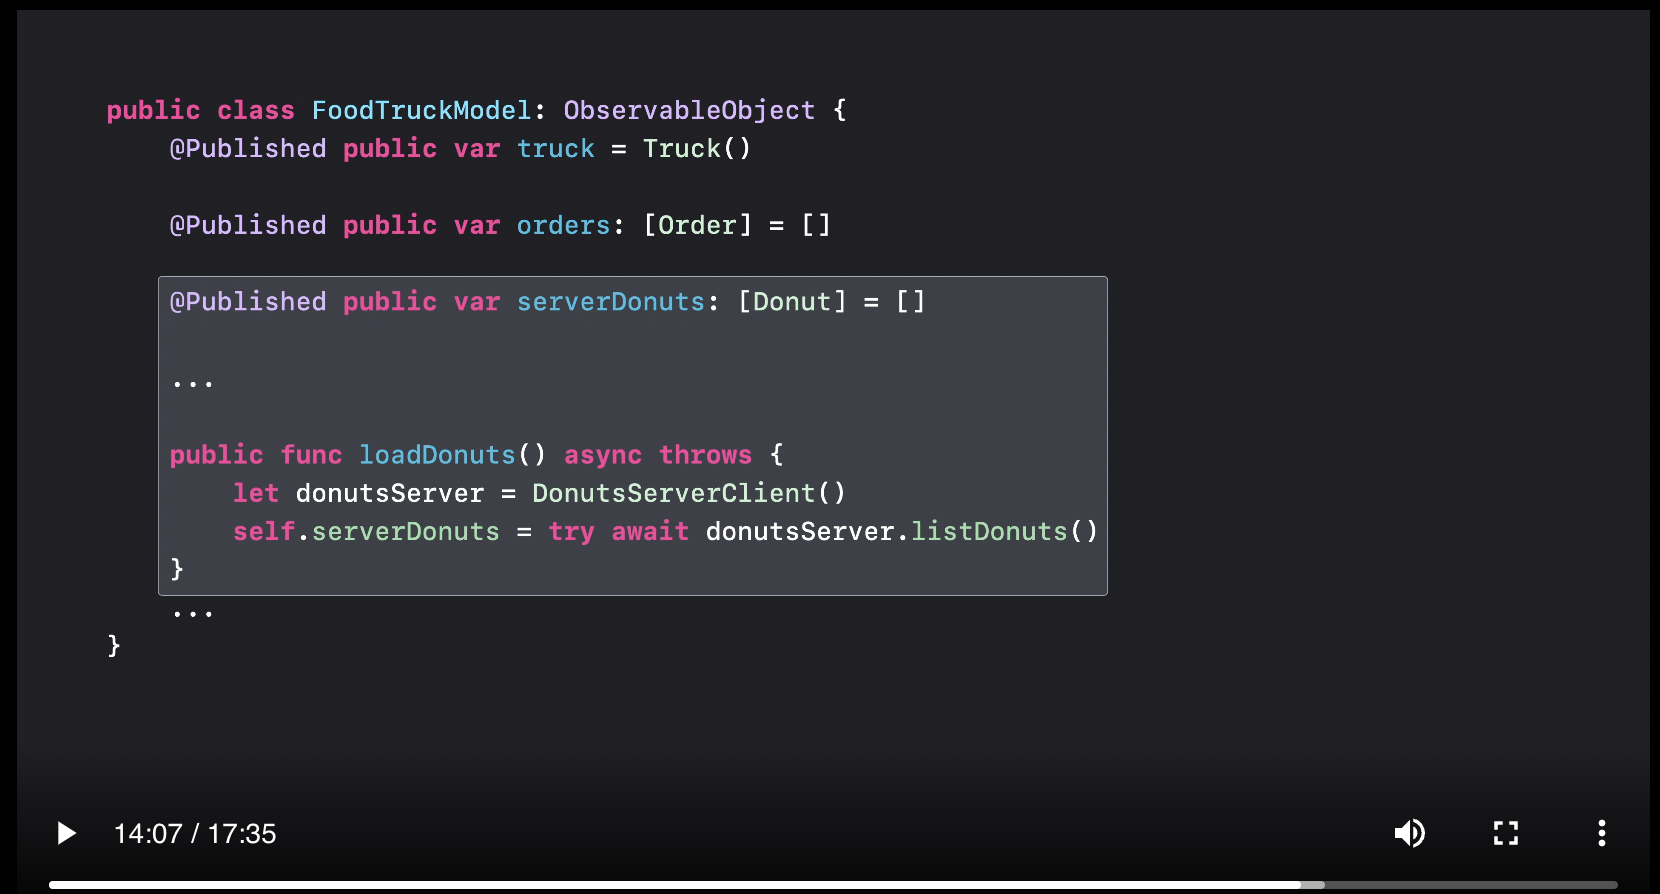 public class FoodTruckModel: ObservableObject {
@Published public var truck = Truck()
@Published public var orders: [Order] = []
@Published public var serverDonuts: [Donut] = []
...
public func loadDonuts() async throws {
let donutsServer = DonutsServerClient()
self.serverDonuts = try await donutsServer.listDonuts()
}
...
}
14:07 / 17:35